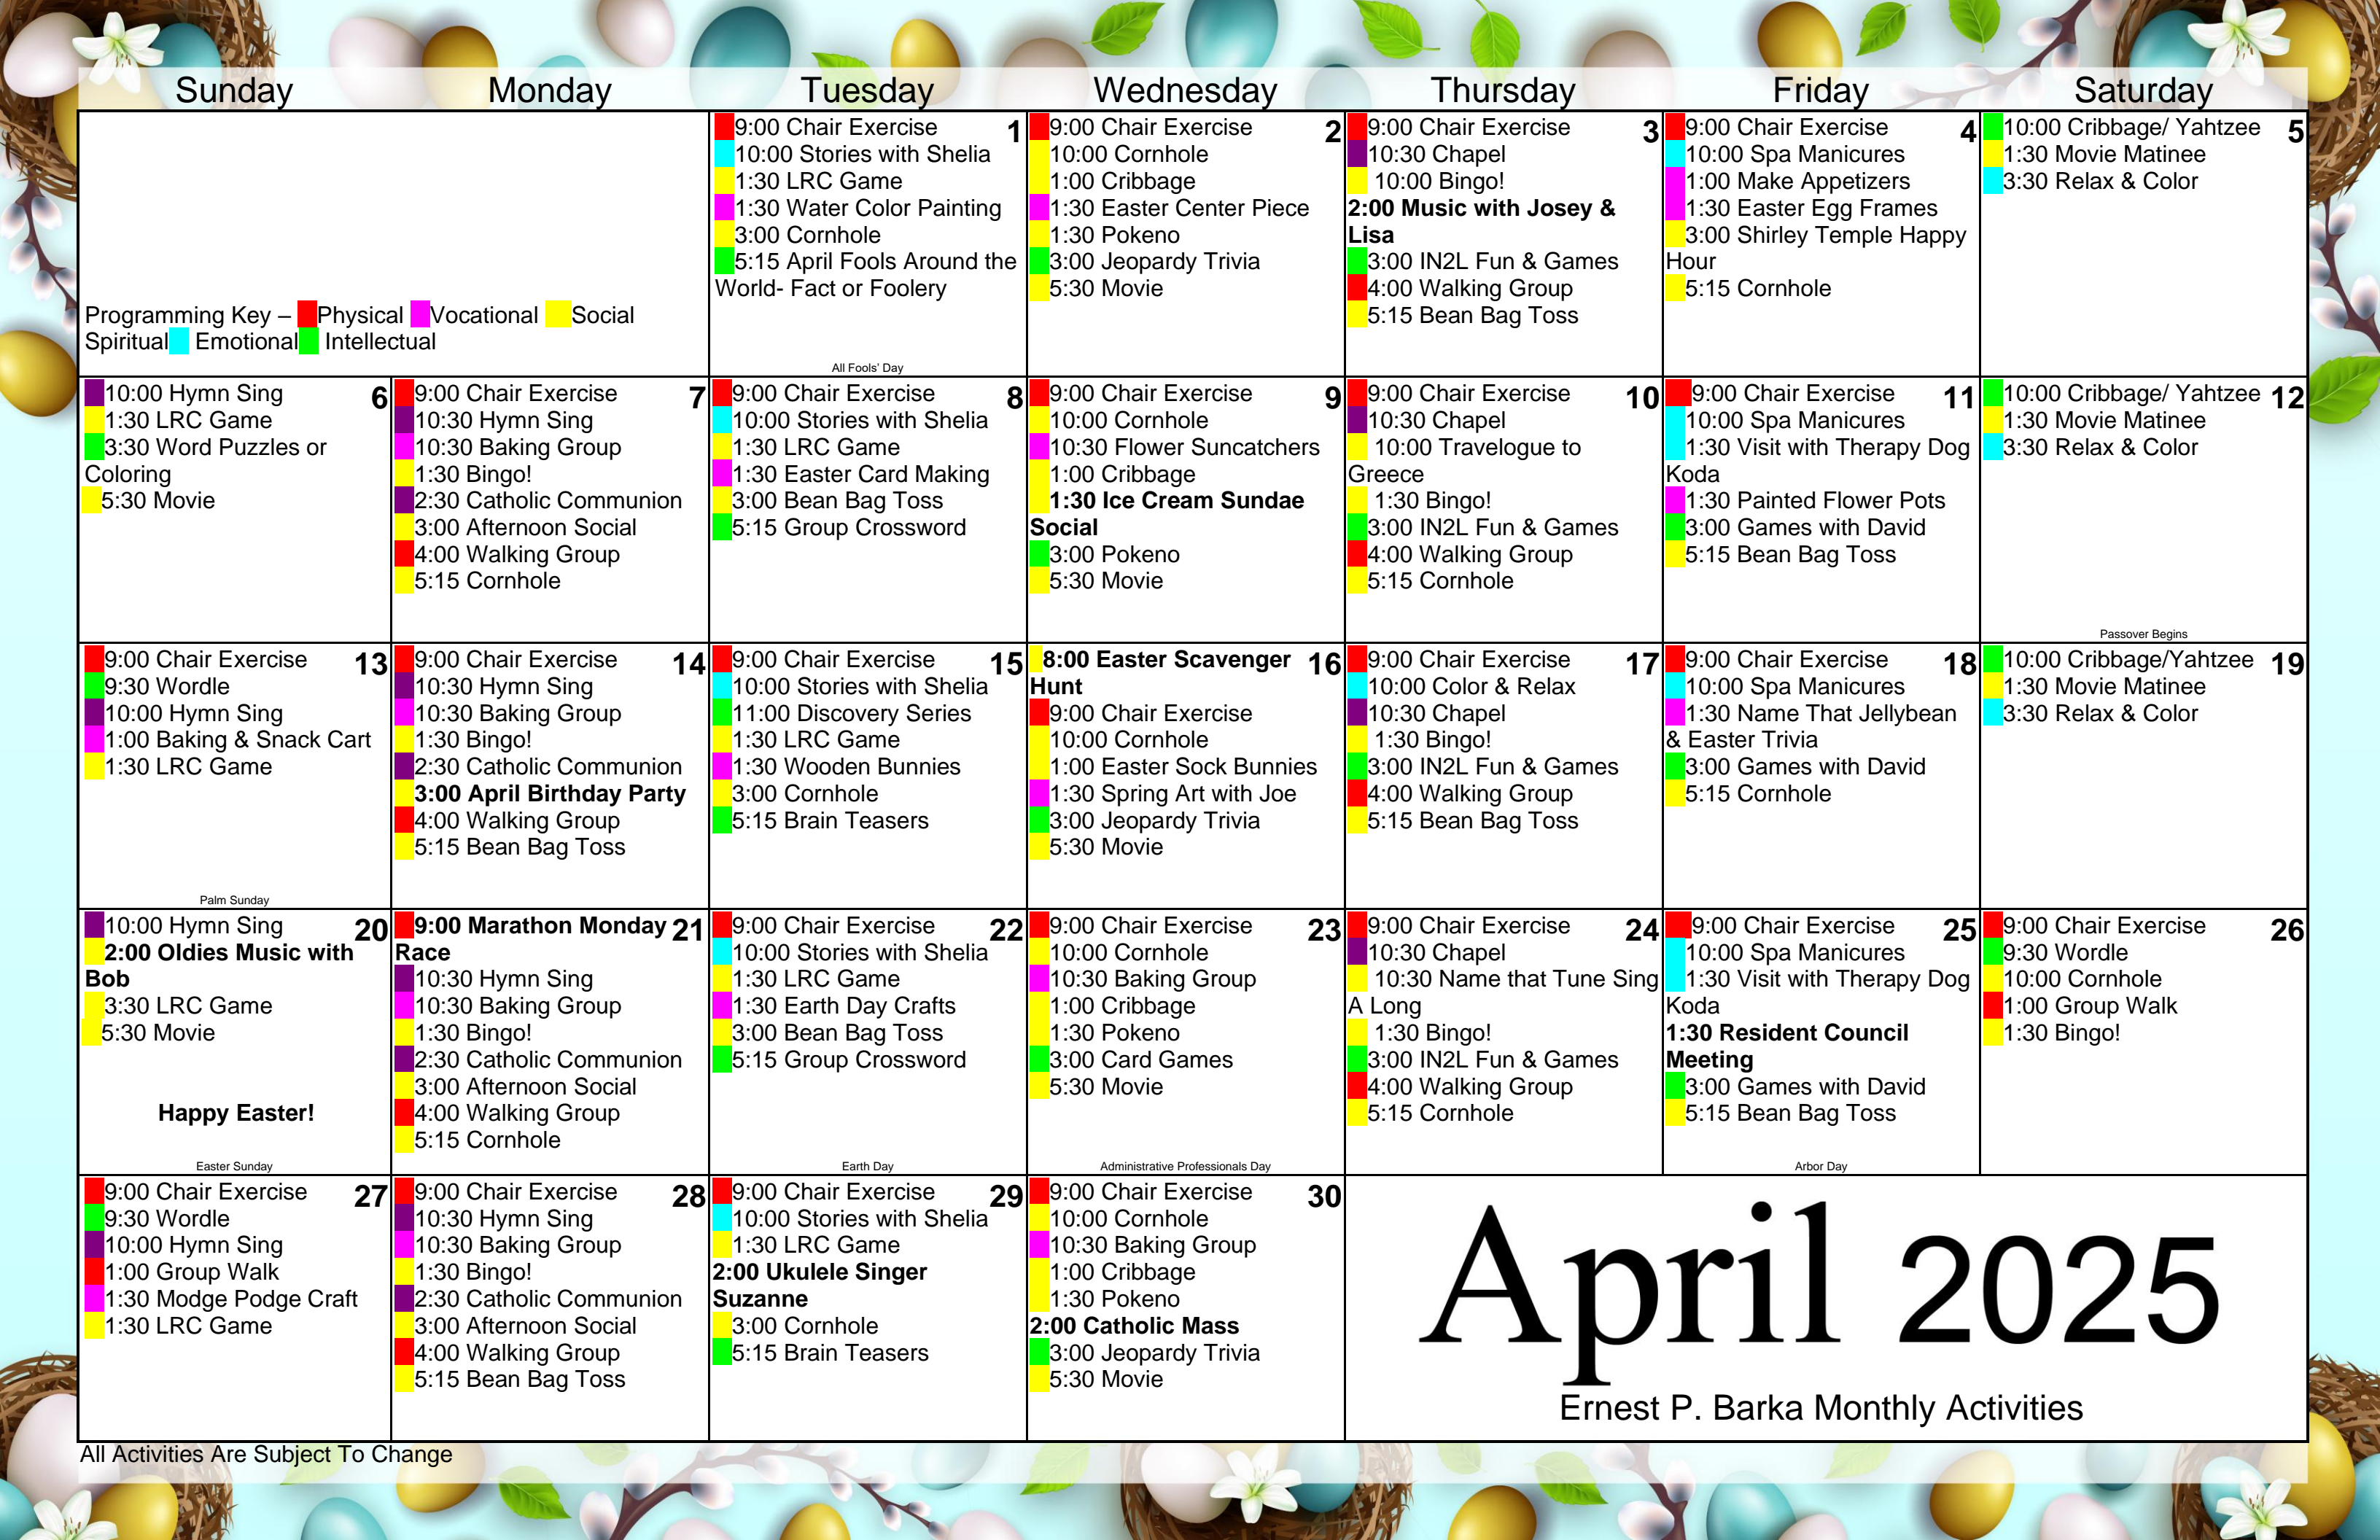 Sunday Monday Tuesday Wednesday Thursday Friday Saturday
Programming Key – Physical Vocational Social
Spiritual Emotional Intellectual
1
9:00 Chair Exercise
10:00 Stories with Shelia
1:30 LRC Game
1:30 Water Color Painting
3:00 Cornhole
5:15 April Fools Around the
World- Fact or Foolery
All Fools' Day
2
9:00 Chair Exercise
10:00 Cornhole
1:00 Cribbage
1:30 Easter Center Piece
1:30 Pokeno
3:00 Jeopardy Trivia
5:30 Movie
3
9:00 Chair Exercise
10:30 Chapel
10:00 Bingo!
2:00 Music with Josey &
Lisa
3:00 IN2L Fun & Games
4:00 Walking Group
5:15 Bean Bag Toss
4
9:00 Chair Exercise
10:00 Spa Manicures
1:00 Make Appetizers
1:30 Easter Egg Frames
3:00 Shirley Temple Happy
Hour
5:15 Cornhole
5
10:00 Cribbage/ Yahtzee
1:30 Movie Matinee
3:30 Relax & Color
6
10:00 Hymn Sing
1:30 LRC Game
3:30 Word Puzzles or
Coloring
5:30 Movie
7
9:00 Chair Exercise
10:30 Hymn Sing
10:30 Baking Group
1:30 Bingo!
2:30 Catholic Communion
3:00 Afternoon Social
4:00 Walking Group
5:15 Cornhole
8
9:00 Chair Exercise
10:00 Stories with Shelia
1:30 LRC Game
1:30 Easter Card Making
3:00 Bean Bag Toss
5:15 Group Crossword
9
9:00 Chair Exercise
10:00 Cornhole
10:30 Flower Suncatchers
1:00 Cribbage
1:30 Ice Cream Sundae
Social
3:00 Pokeno
5:30 Movie
10
9:00 Chair Exercise
10:30 Chapel
10:00 Travelogue to
Greece
1:30 Bingo!
3:00 IN2L Fun & Games
4:00 Walking Group
5:15 Cornhole
11
9:00 Chair Exercise
10:00 Spa Manicures
1:30 Visit with Therapy Dog
Koda
1:30 Painted Flower Pots
3:00 Games with David
5:15 Bean Bag Toss
12
10:00 Cribbage/ Yahtzee
1:30 Movie Matinee
3:30 Relax & Color
Passover Begins
13
9:00 Chair Exercise
9:30 Wordle
10:00 Hymn Sing
1:00 Baking & Snack Cart
1:30 LRC Game
Palm Sunday
14
9:00 Chair Exercise
10:30 Hymn Sing
10:30 Baking Group
1:30 Bingo!
2:30 Catholic Communion
3:00 April Birthday Party
4:00 Walking Group
5:15 Bean Bag Toss
15
9:00 Chair Exercise
10:00 Stories with Shelia
11:00 Discovery Series
1:30 LRC Game
1:30 Wooden Bunnies
3:00 Cornhole
5:15 Brain Teasers
16
8:00 Easter Scavenger
Hunt
9:00 Chair Exercise
10:00 Cornhole
1:00 Easter Sock Bunnies
1:30 Spring Art with Joe
3:00 Jeopardy Trivia
5:30 Movie
17
9:00 Chair Exercise
10:00 Color & Relax
10:30 Chapel
1:30 Bingo!
3:00 IN2L Fun & Games
4:00 Walking Group
5:15 Bean Bag Toss
18
9:00 Chair Exercise
10:00 Spa Manicures
1:30 Name That Jellybean
& Easter Trivia
3:00 Games with David
5:15 Cornhole
19
10:00 Cribbage/Yahtzee
1:30 Movie Matinee
3:30 Relax & Color
20
10:00 Hymn Sing
2:00 Oldies Music with
Bob
3:30 LRC Game
5:30 Movie
Happy Easter!
Easter Sunday
21
9:00 Marathon Monday
Race
10:30 Hymn Sing
10:30 Baking Group
1:30 Bingo!
2:30 Catholic Communion
3:00 Afternoon Social
4:00 Walking Group
5:15 Cornhole
22
9:00 Chair Exercise
10:00 Stories with Shelia
1:30 LRC Game
1:30 Earth Day Crafts
3:00 Bean Bag Toss
5:15 Group Crossword
Earth Day
23
9:00 Chair Exercise
10:00 Cornhole
10:30 Baking Group
1:00 Cribbage
1:30 Pokeno
3:00 Card Games
5:30 Movie
Administrative Professionals Day
24
9:00 Chair Exercise
10:30 Chapel
10:30 Name that Tune Sing
A Long
1:30 Bingo!
3:00 IN2L Fun & Games
4:00 Walking Group
5:15 Cornhole
25
9:00 Chair Exercise
10:00 Spa Manicures
1:30 Visit with Therapy Dog
Koda
1:30 Resident Council
Meeting
3:00 Games with David
5:15 Bean Bag Toss
Arbor Day
26
9:00 Chair Exercise
9:30 Wordle
10:00 Cornhole
1:00 Group Walk
1:30 Bingo!
27
9:00 Chair Exercise
9:30 Wordle
10:00 Hymn Sing
1:00 Group Walk
1:30 Modge Podge Craft
1:30 LRC Game
28
9:00 Chair Exercise
10:30 Hymn Sing
10:30 Baking Group
1:30 Bingo!
2:30 Catholic Communion
3:00 Afternoon Social
4:00 Walking Group
5:15 Bean Bag Toss
29
9:00 Chair Exercise
10:00 Stories with Shelia
1:30 LRC Game
2:00 Ukulele Singer
Suzanne
3:00 Cornhole
5:15 Brain Teasers
30
9:00 Chair Exercise
10:00 Cornhole
10:30 Baking Group
1:00 Cribbage
1:30 Pokeno
2:00 Catholic Mass
3:00 Jeopardy Trivia
5:30 Movie
April 2025
Ernest P. Barka Monthly Activities
All Activities Are Subject To Change